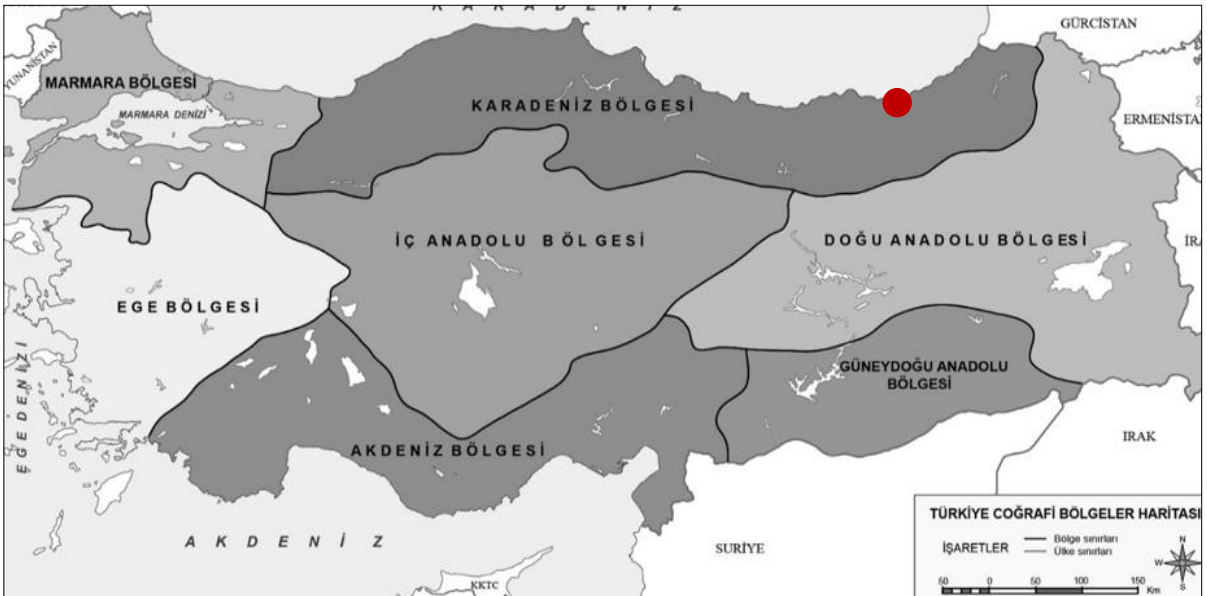 KARADENİZ
GÜRCİSTAN
YUNANİSTAN
MARMARA BÖLGESİ
KARADENİZ BÖLGESİ
MARMARA DENİZİ
ERMENİSTAN
İÇ ANADOLU BÖLGESİ
DOĞU ANADOLU BÖLGESİ
İRA
EGE BÖLGESİ
EGE DENİZİ
GÜNEYDOĞU ANADOLU
BÖLGESİ
AKDENİZ BÖLGESİ
IRAK
AKDENİZ
SURİYE
KKTC
TÜRKİYE COĞRAFİ BÖLGELER HARİTASI
İŞARETLER
Bölge sınırları
Ülke sınırları
N
W
S
50 0 50 100 150
Km